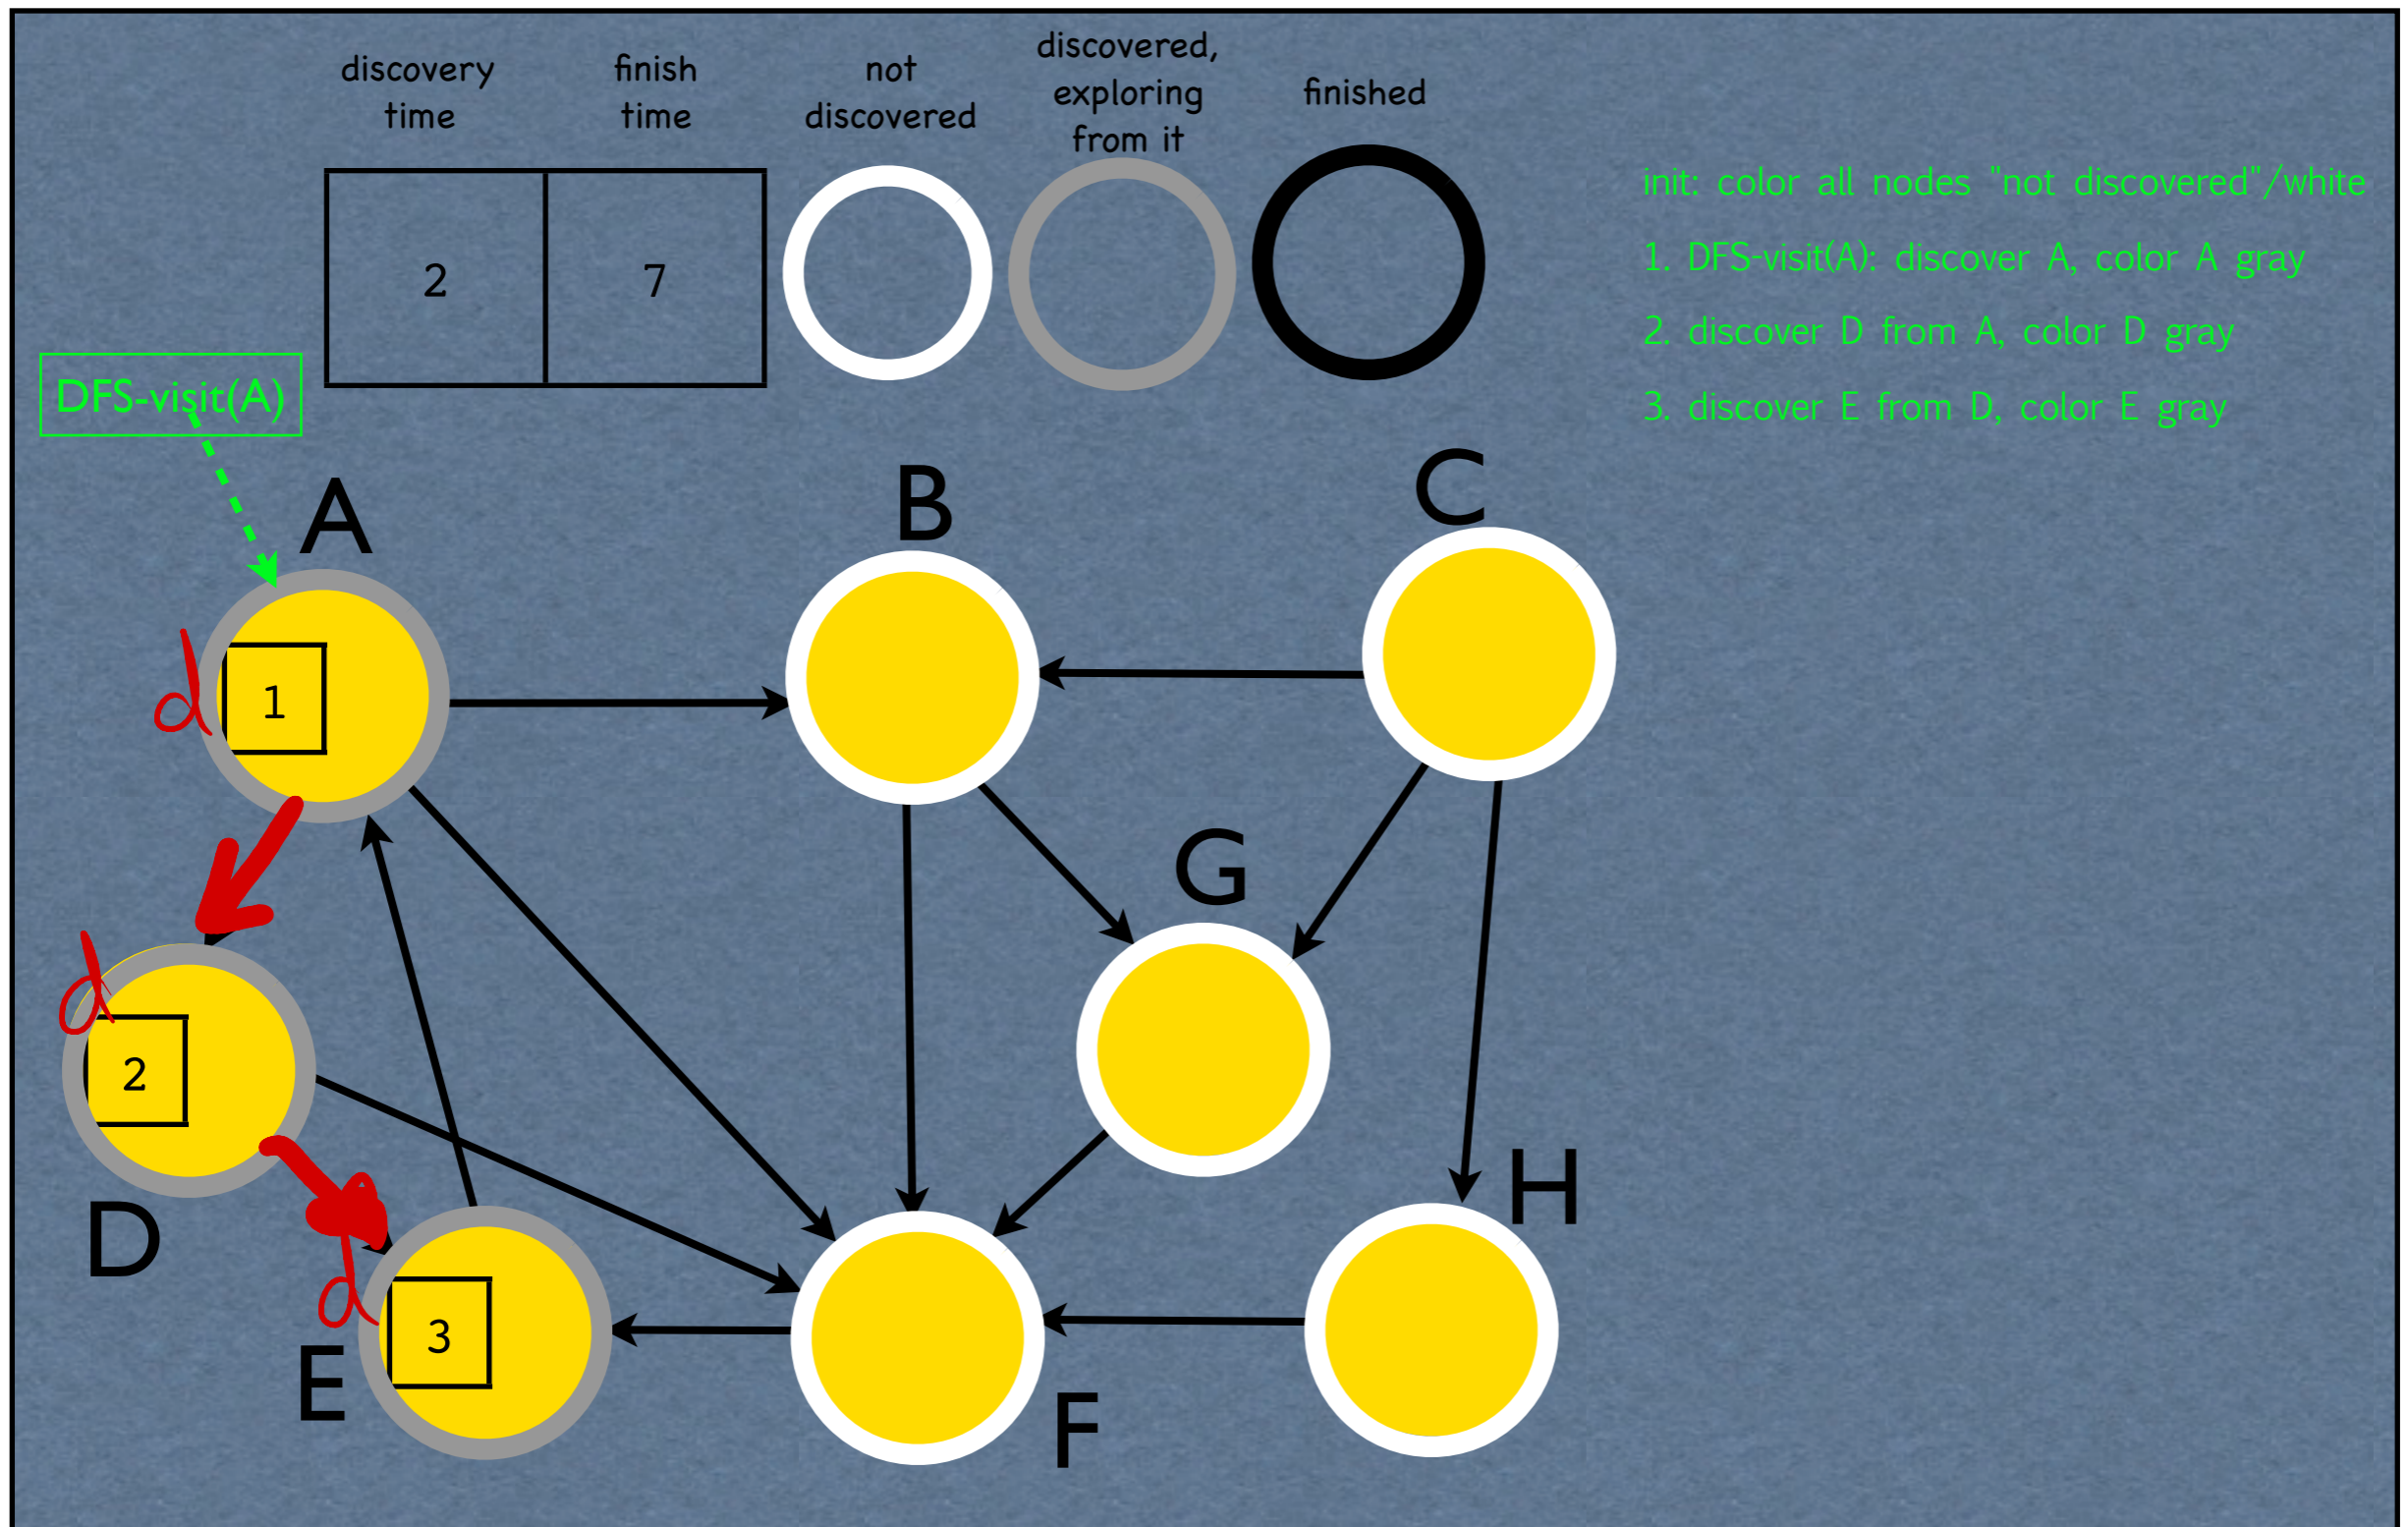 discovery
time
finish
time
not
discovered
discovered,
exploring
from it
finished
2
7
init: color all nodes "not discovered"/white
1. DFS-visit(A): discover A, color A gray
2. discover D from A, color D gray
3. discover E from D, color E gray
DFS-visit(A)
A
B
C
d
1
G
d
2
D
H
d
3
E
F